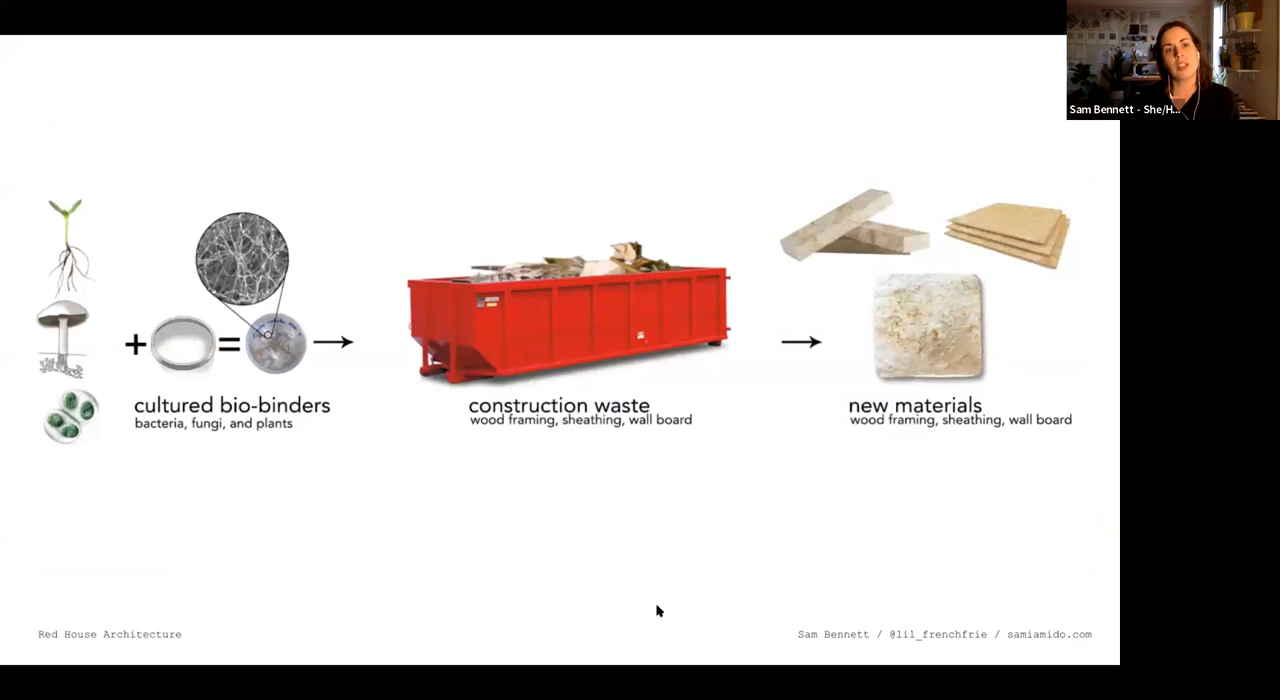 Sam Bennett - She/H...
+
=
cultured bio-binders
bacteria, fungi, and plants
construction waste
wood framing, sheathing, wall board
new materials
wood framing, sheathing, wall board
Red House Architecture
Sam Bennett / @lil_frenchfrie / samiamido.com